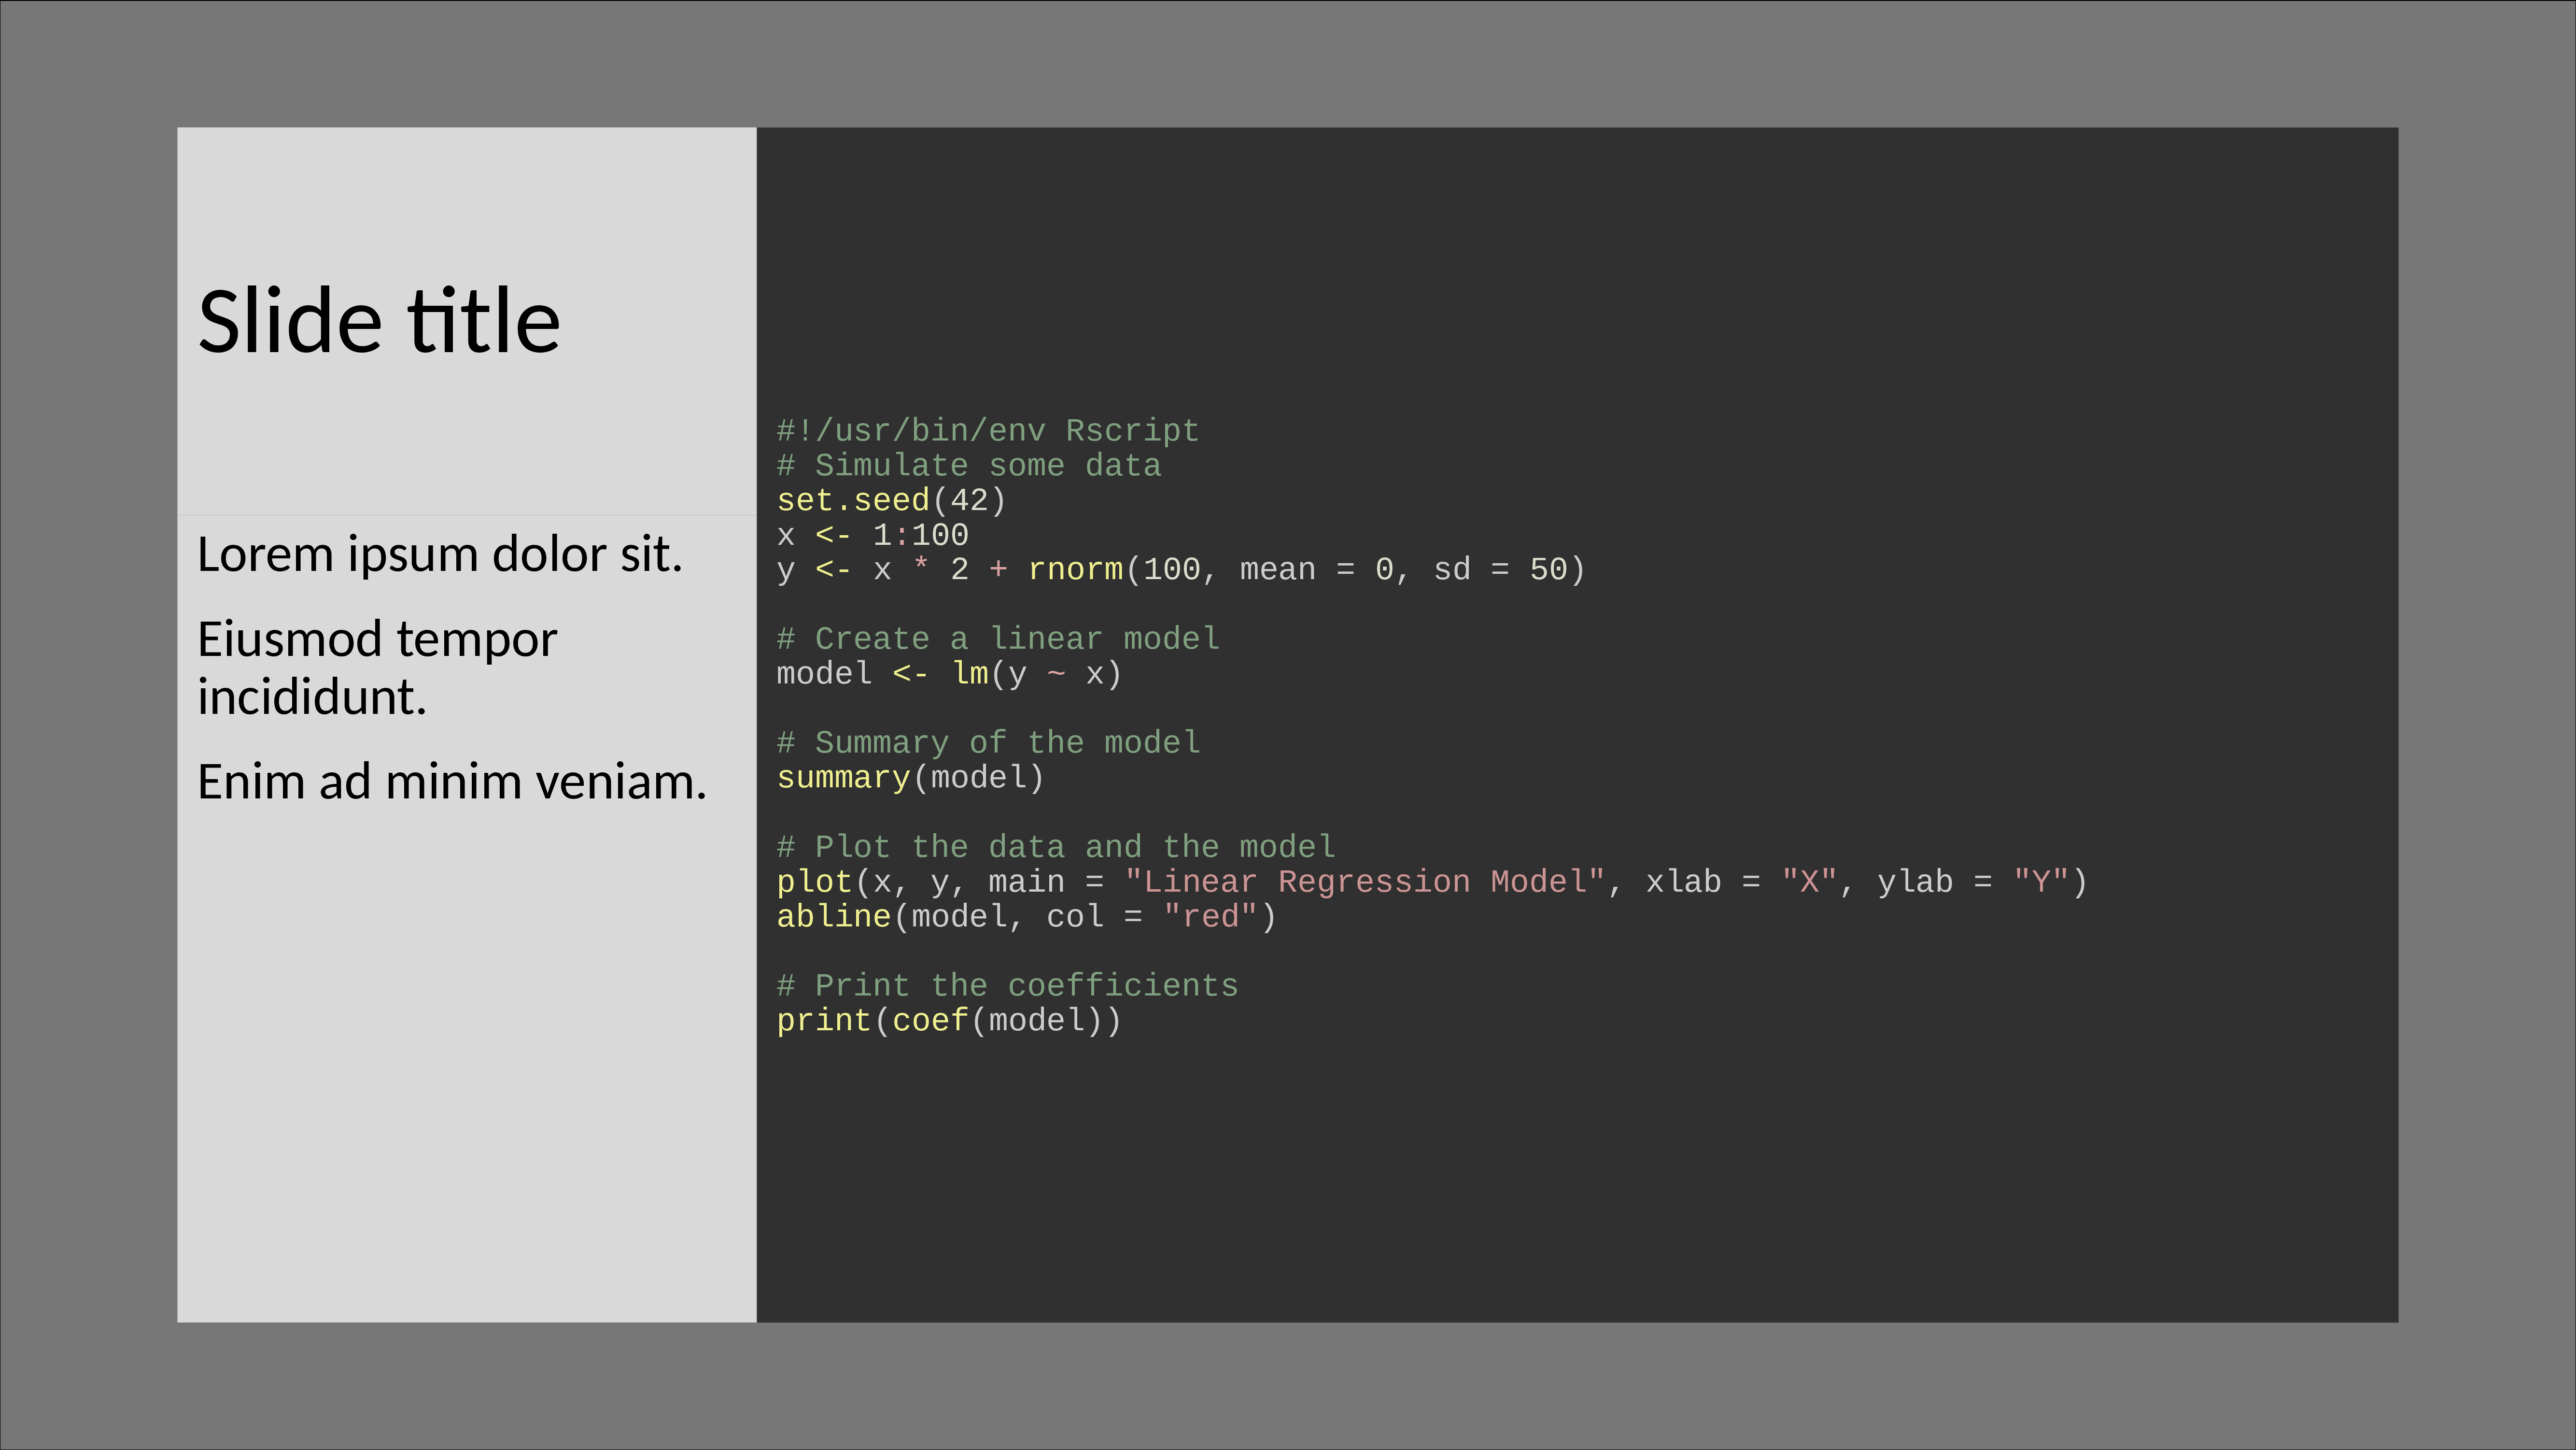 Slide title
Lorem ipsum dolor sit.
Eiusmod tempor
incididunt.
Enim ad minim veniam.
#!/usr/bin/env Rscript
# Simulate some data
set.seed(42)
x <- 1:100
y <- x * 2 + rnorm(100, mean = 0, sd = 50)
# Create a linear model
model <- lm(y ~ x)
# Summary of the model
summary(model)
# Plot the data and the model
plot(x, y, main = "Linear Regression Model", xlab = "X", ylab = "Y")
abline(model, col = "red")
# Print the coefficients
print(coef(model))